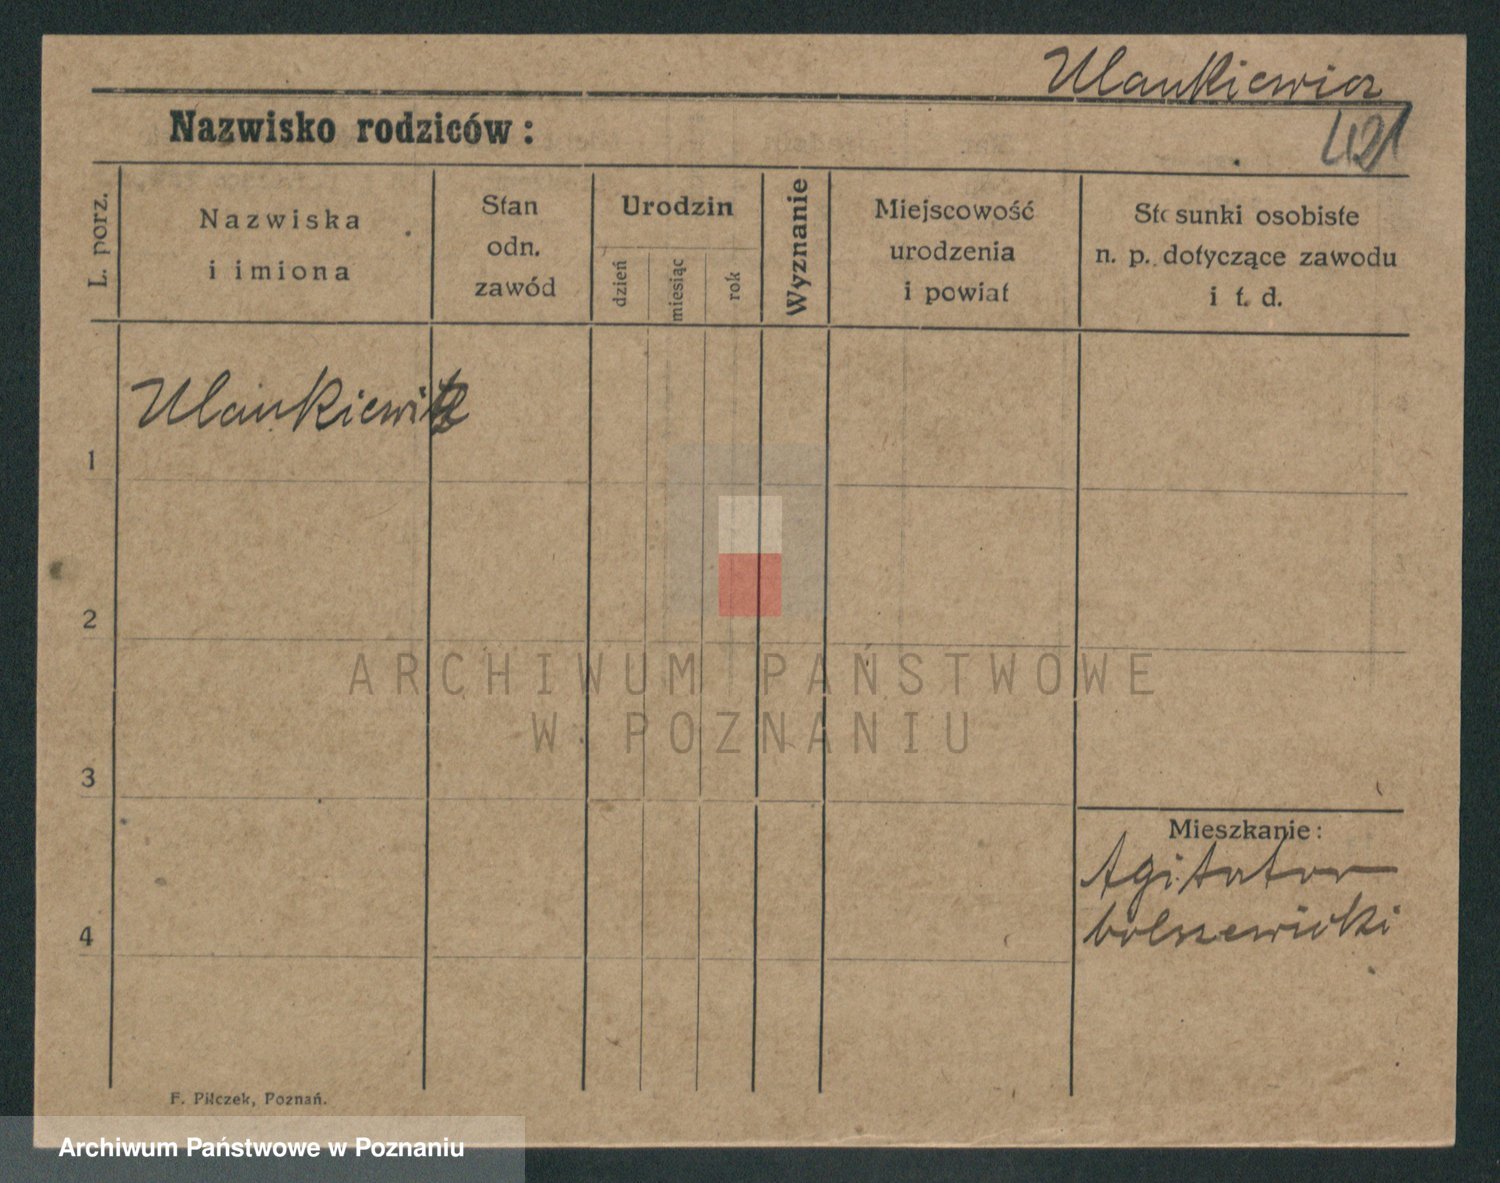 Ulankiewicz
421
Nazwisko rodziców:
L. porz.
Nazwiska
i imiona
Stan
odn.
zawód
Urodzin
dzień
miesiąc
rok
Wyznanie
Miejscowość
urodzenia
i powiat
Stosunki osobiste
n. p. dotyczące zawodu
i t. d.
Ulankiewicz
1
2
ARCHIWUM PAŃSTWOWE
W POZNANIU
3
Mieszkanie:
Agitator
bolszewicki
4
F. Pilczek, Poznań.
Archiwum Państwowe w Poznaniu